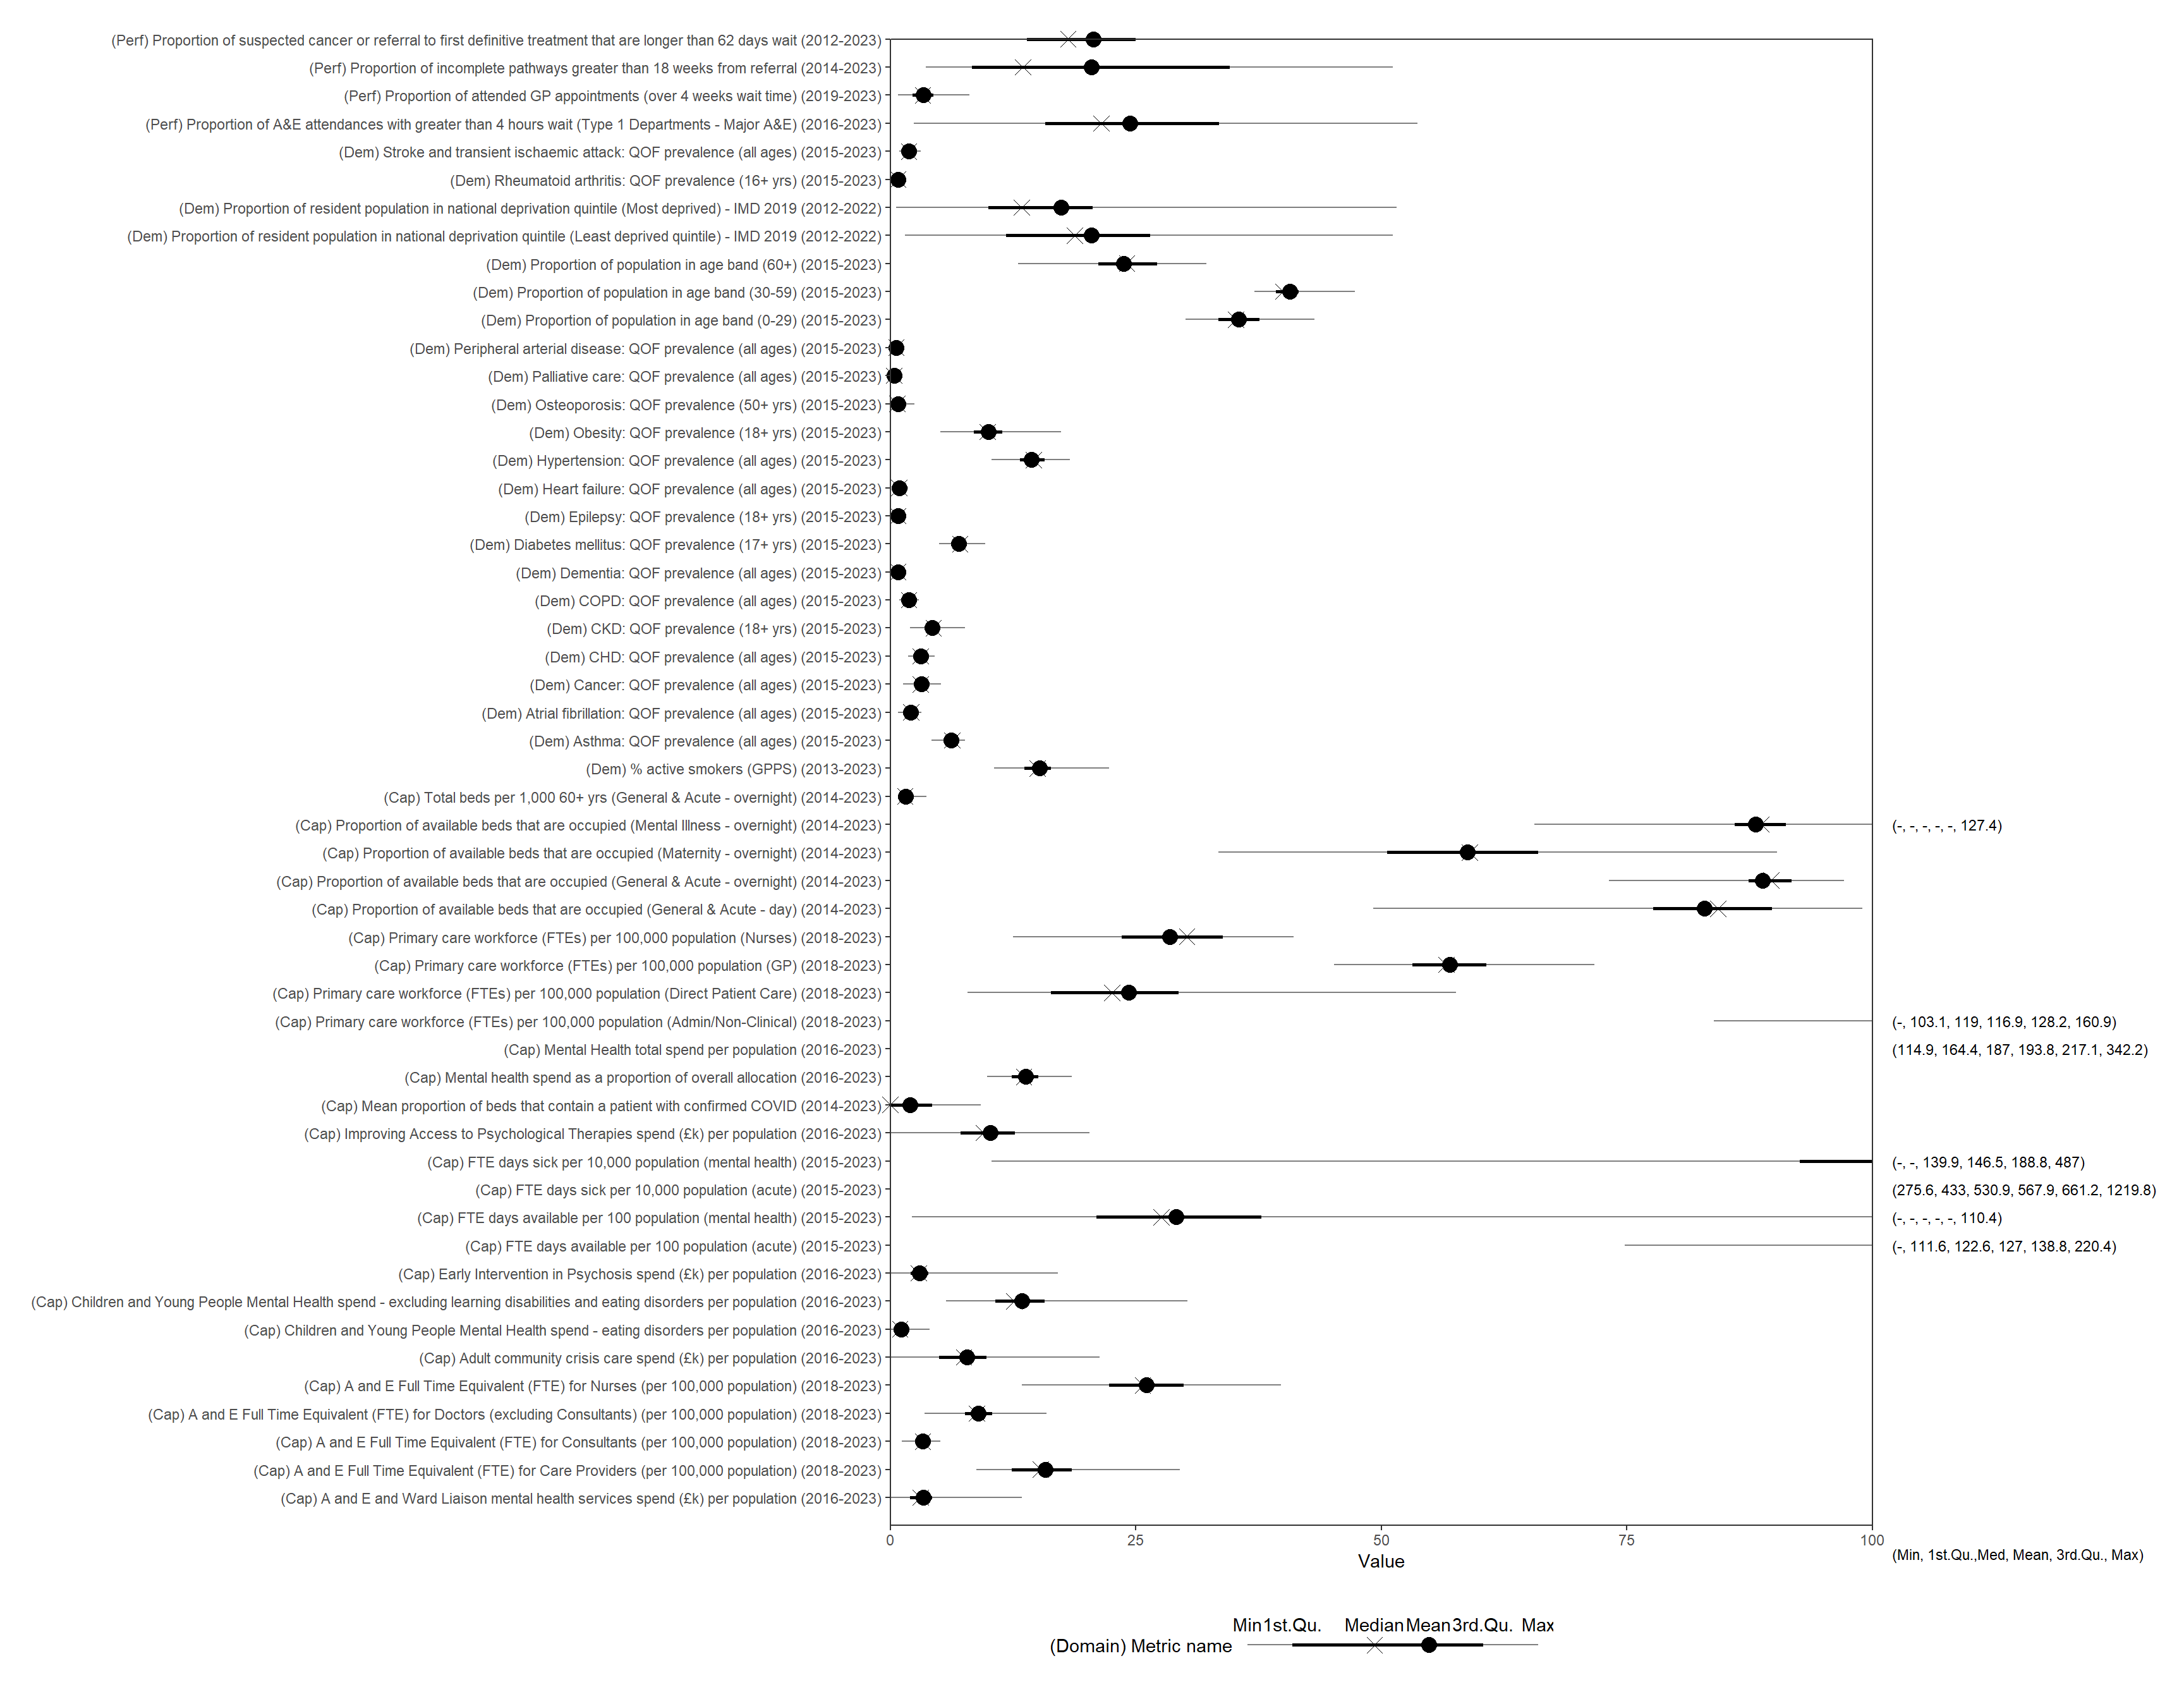 (Perf) Proportion of suspected cancer or referral to first definitive treatment that are longer than 62 days wait (2012-2023)
(Perf) Proportion of incomplete pathways greater than 18 weeks from referral (2014-2023)
(Perf) Proportion of attended GP appointments (over 4 weeks wait time) (2019-2023)
(Perf) Proportion of A&E attendances with greater than 4 hours wait (Type 1 Departments - Major A&E) (2016-2023)
(Dem) Stroke and transient ischaemic attack: QOF prevalence (all ages) (2015-2023)
(Dem) Rheumatoid arthritis: QOF prevalence (16+ yrs) (2015-2023)
(Dem) Proportion of resident population in national deprivation quintile (Most deprived) - IMD 2019 (2012-2022)
(Dem) Proportion of resident population in national deprivation quintile (Least deprived quintile) - IMD 2019 (2012-2022)
(Dem) Proportion of population in age band (60+) (2015-2023)
(Dem) Proportion of population in age band (30-59) (2015-2023)
(Dem) Proportion of population in age band (0-29) (2015-2023)
(Dem) Peripheral arterial disease: QOF prevalence (all ages) (2015-2023)
(Dem) Palliative care: QOF prevalence (all ages) (2015-2023)
(Dem) Osteoporosis: QOF prevalence (50+ yrs) (2015-2023)
(Dem) Obesity: QOF prevalence (18+ yrs) (2015-2023)
(Dem) Hypertension: QOF prevalence (all ages) (2015-2023)
(Dem) Heart failure: QOF prevalence (all ages) (2015-2023)
(Dem) Epilepsy: QOF prevalence (18+ yrs) (2015-2023)
(Dem) Diabetes mellitus: QOF prevalence (17+ yrs) (2015-2023)
(Dem) Dementia: QOF prevalence (all ages) (2015-2023)
(Dem) COPD: QOF prevalence (all ages) (2015-2023)
(Dem) CKD: QOF prevalence (18+ yrs) (2015-2023)
(Dem) CHD: QOF prevalence (all ages) (2015-2023)
(Dem) Cancer: QOF prevalence (all ages) (2015-2023)
(Dem) Atrial fibrillation: QOF prevalence (all ages) (2015-2023)
(Dem) Asthma: QOF prevalence (all ages) (2015-2023)
(Dem) % active smokers (GPPS) (2013-2023)
(Cap) Total beds per 1,000 60+ yrs (General & Acute - overnight) (2014-2023)
(Cap) Proportion of available beds that are occupied (Mental Illness - overnight) (2014-2023) (-, -, -, -, -, 127.4)
(Cap) Proportion of available beds that are occupied (Maternity - overnight) (2014-2023)
(Cap) Proportion of available beds that are occupied (General & Acute - overnight) (2014-2023)
(Cap) Proportion of available beds that are occupied (General & Acute - day) (2014-2023)
(Cap) Primary care workforce (FTEs) per 100,000 population (Nurses) (2018-2023)
(Cap) Primary care workforce (FTEs) per 100,000 population (GP) (2018-2023)
(Cap) Primary care workforce (FTEs) per 100,000 population (Direct Patient Care) (2018-2023)
(Cap) Primary care workforce (FTEs) per 100,000 population (Admin/Non-Clinical) (2018-2023) (-, 103.1, 119, 116.9, 128.2, 160.9)
(Cap) Mental Health total spend per population (2016-2023) (114.9, 164.4, 187, 193.8, 217.1, 342.2)
(Cap) Mental health spend as a proportion of overall allocation (2016-2023)
(Cap) Mean proportion of beds that contain a patient with confirmed COVID (2014-2023)
(Cap) Improving Access to Psychological Therapies spend (£k) per population (2016-2023)
(Cap) FTE days sick per 10,000 population (mental health) (2015-2023) (-, -, 139.9, 146.5, 188.8, 487)
(Cap) FTE days sick per 10,000 population (acute) (2015-2023) (275.6, 433, 530.9, 567.9, 661.2, 1219.8)
(Cap) FTE days available per 100 population (mental health) (2015-2023) (-, -, -, -, -, 110.4)
(Cap) FTE days available per 100 population (acute) (2015-2023) (-, 111.6, 122.6, 127, 138.8, 220.4)
(Cap) Early Intervention in Psychosis spend (£k) per population (2016-2023)
(Cap) Children and Young People Mental Health spend - excluding learning disabilities and eating disorders per population (2016-2023)
(Cap) Children and Young People Mental Health spend - eating disorders per population (2016-2023)
(Cap) Adult community crisis care spend (£k) per population (2016-2023)
(Cap) A and E Full Time Equivalent (FTE) for Nurses (per 100,000 population) (2018-2023)
(Cap) A and E Full Time Equivalent (FTE) for Doctors (excluding Consultants) (per 100,000 population) (2018-2023)
(Cap) A and E Full Time Equivalent (FTE) for Consultants (per 100,000 population) (2018-2023)
(Cap) A and E Full Time Equivalent (FTE) for Care Providers (per 100,000 population) (2018-2023)
(Cap) A and E and Ward Liaison mental health services spend (£k) per population (2016-2023)
0 25 50 75 100
Value
(Min, 1st.Qu.,Med, Mean, 3rd.Qu., Max)
Min 1st.Qu. Median Mean 3rd.Qu. Max
(Domain) Metric name